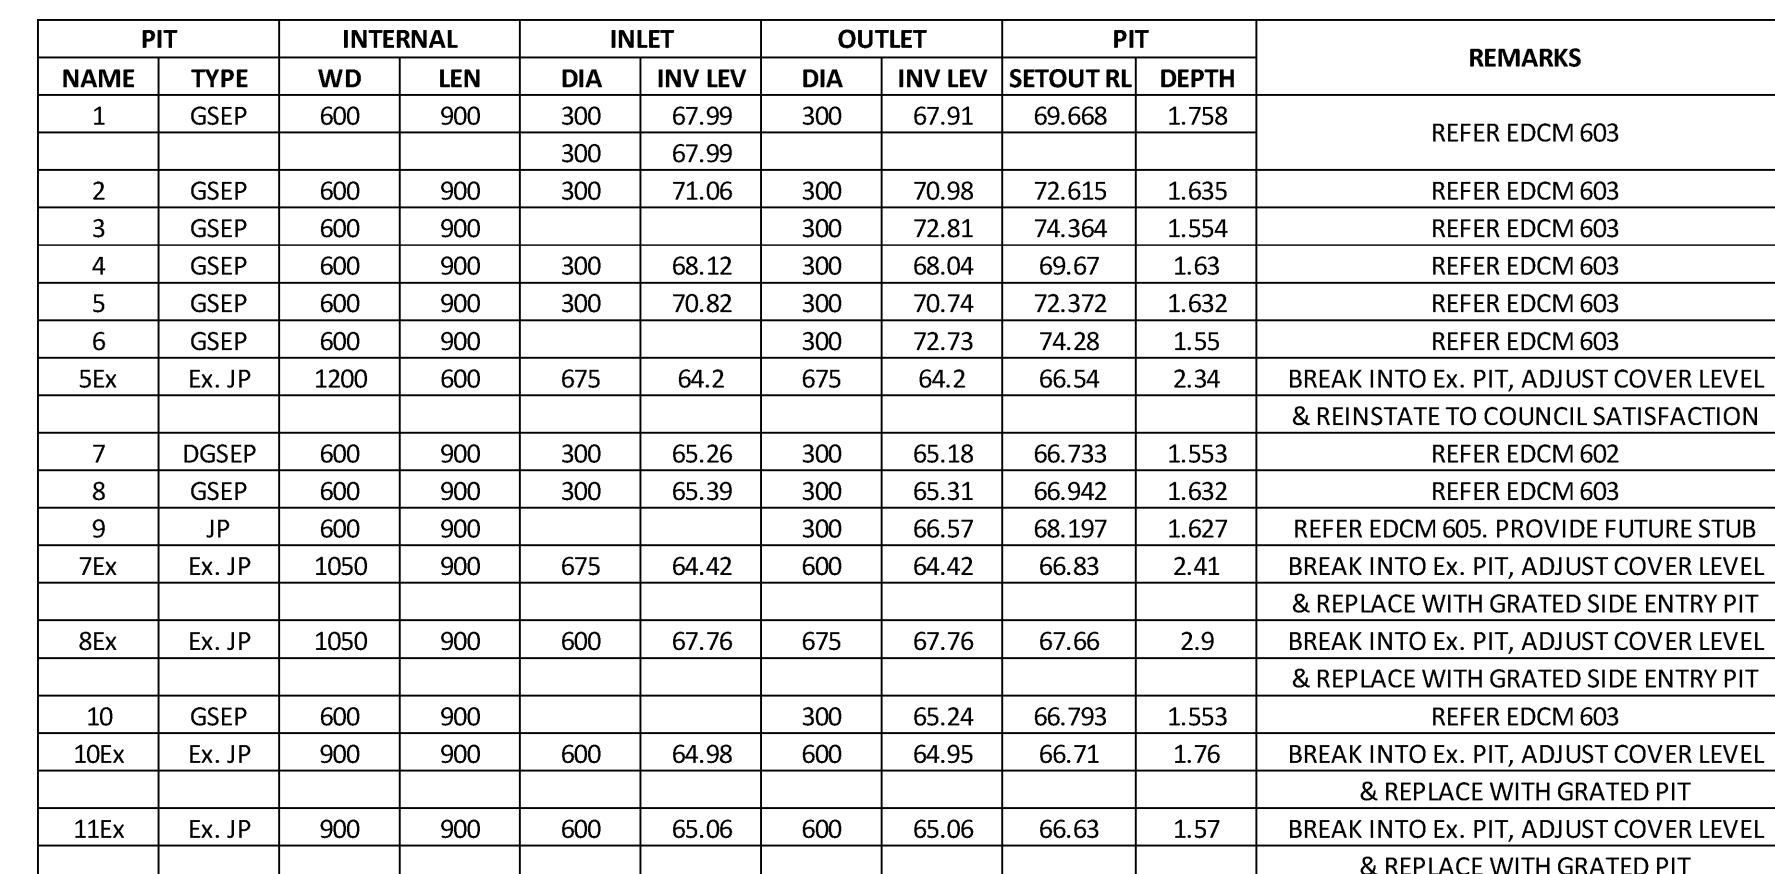 PIT INTERNAL INLET OUTLET PIT REMARKS
NAME TYPE WD LEN DIA INV LEV DIA INV LEV SETOUT RL DEPTH
1 GSEP 600 900 300 67.99 300 67.91 69.668 1.758 REFER EDCM 603
300 67.99
2 GSEP 600 900 300 71.06 300 70.98 72.615 1.635 REFER EDCM 603
3 GSEP 600 900 300 72.81 74.364 1.554 REFER EDCM 603
4 GSEP 600 900 300 68.12 300 68.04 69.67 1.63 REFER EDCM 603
5 GSEP 600 900 300 70.82 300 70.74 72.372 1.632 REFER EDCM 603
6 GSEP 600 900 300 72.73 74.28 1.55 REFER EDCM 603
5Ex Ex. JP 1200 600 675 64.2 675 64.2 66.54 2.34 BREAK INTO Ex. PIT, ADJUST COVER LEVEL
& REINSTATE TO COUNCIL SATISFACTION
7 DGSEP 600 900 300 65.26 300 65.18 66.733 1.553 REFER EDCM 602
8 GSEP 600 900 300 65.39 300 65.31 66.942 1.632 REFER EDCM 603
9 JP 600 900 300 66.57 68.197 1.627 REFER EDCM 605. PROVIDE FUTURE STUB
7Ex Ex. JP 1050 900 675 64.42 600 64.42 66.83 2.41 BREAK INTO Ex. PIT, ADJUST COVER LEVEL
& REPLACE WITH GRATED SIDE ENTRY PIT
8Ex Ex. JP 1050 900 600 67.76 675 67.76 67.66 2.9 BREAK INTO Ex. PIT, ADJUST COVER LEVEL
& REPLACE WITH GRATED SIDE ENTRY PIT
10 GSEP 600 900 300 65.24 66.793 1.553 REFER EDCM 603
10Ex Ex. JP 900 900 600 64.98 600 64.95 66.71 1.76 BREAK INTO Ex. PIT, ADJUST COVER LEVEL
& REPLACE WITH GRATED PIT
11Ex Ex. JP 900 900 600 65.06 600 65.06 66.63 1.57 BREAK INTO Ex. PIT, ADJUST COVER LEVEL
& REPLACE WITH GRATED PIT